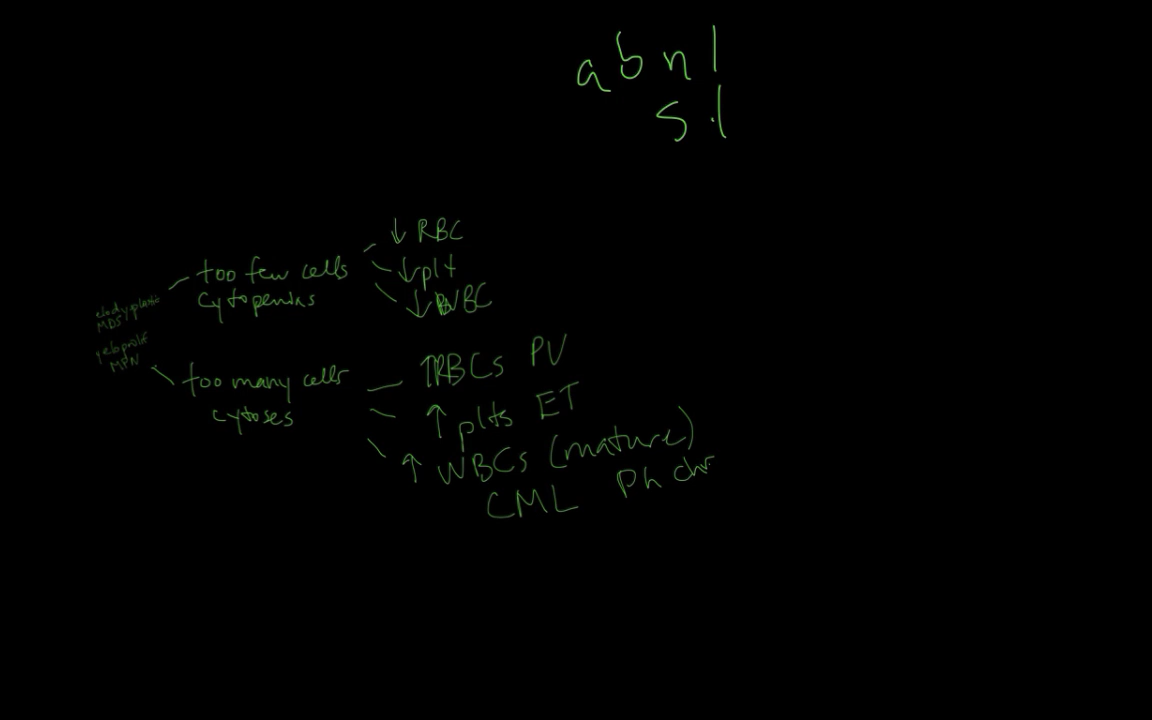 abnl
too few cells
cytopenias
↓ RBC
↓ plt
↓ WBC
MDS
MPN
too many cells
cytoses
↑RBCs PV
↑ plts ET
↑ WBCs (mature)
CML Ph chr